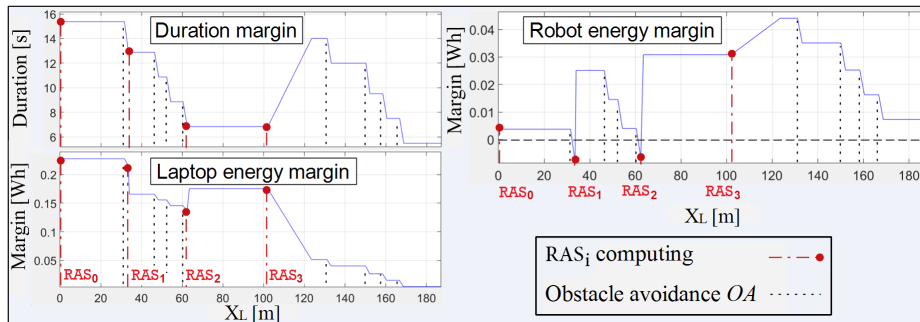 Duration margin
Duration [s]
16
14
12
10
8
6
Laptop energy margin
Margin [Wh]
0.2
0.15
0.10
0.05
RAS0
RAS1
RAS2
RAS3
0 20 40 60 80 100 120 140 160 180
XL [m]
Robot energy margin
Margin [Wh]
0.04
0.03
0.02
0.01
0
0 20 40 60 80 100 120 140 160 180
RAS0 RAS1 RAS2 RAS3
XL [m]
RASi computing
Obstacle avoidance OA